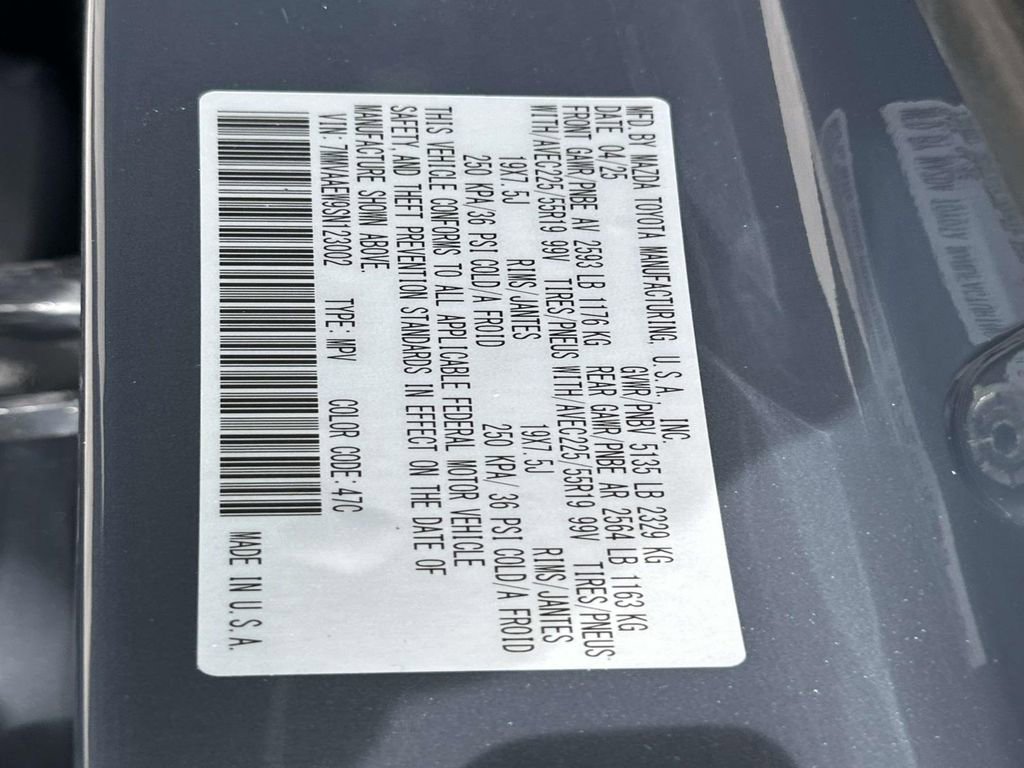 MFD. BY MAZDA TOYOTA MANUFACTURING, U.S.A. INC.
DATE 04/25 GWWR/PNBV 5135 LB 2329 KG
FRONT GAWR/PNBE AV 2593 LB 1176 KG REAR GAWR/PNBE AR 2564 LB 1163 KG
WITH/AVEC225/55R19 99V TIRES/PNEUS WITH/AVEC225/55R19 99V TIRES/PNEUS
19X7.5J RIMS/JANTES 19X7.5J RIMS/JANTES
250 KPA/36 PSI COLD/A FROID 250 KPA/ 36 PSI COLD/A FROID
THIS VEHICLE CONFORMS TO ALL APPLICABLE FEDERAL MOTOR VEHICLE
SAFETY AND THEFT PREVENTION STANDARDS IN EFFECT ON THE DATE OF
MANUFACTURE SHOWN ABOVE.
VIN: 7MMVAAEW9SN123302 TYPE: MPV COLOR CODE: 47C
MADE IN U.S.A.